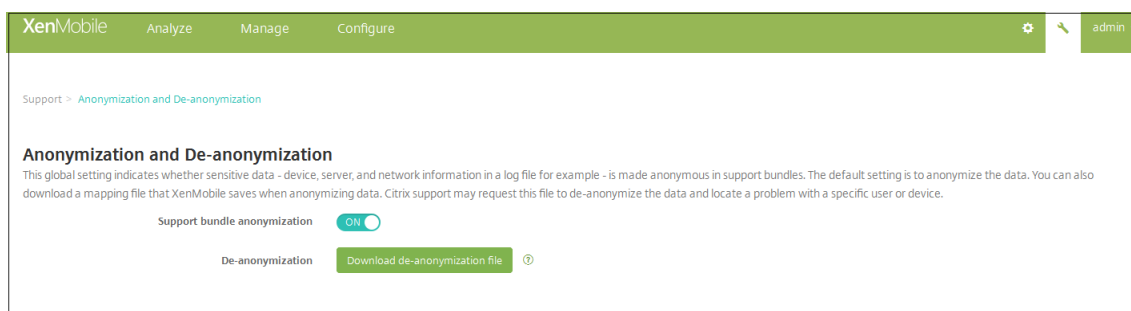 XenMobile Analyze Manage Configure admin
Support > Anonymization and De-anonymization
Anonymization and De-anonymization
This global setting indicates whether sensitive data - device, server, and network information in a log file for example - is made anonymous in support bundles. The default setting is to anonymize the data. You can also
download a mapping file that XenMobile saves when anonymizing data. Citrix support may request this file to de-anonymize the data and locate a problem with a specific user or device.
Support bundle anonymization ON
De-anonymization Download de-anonymization file ?